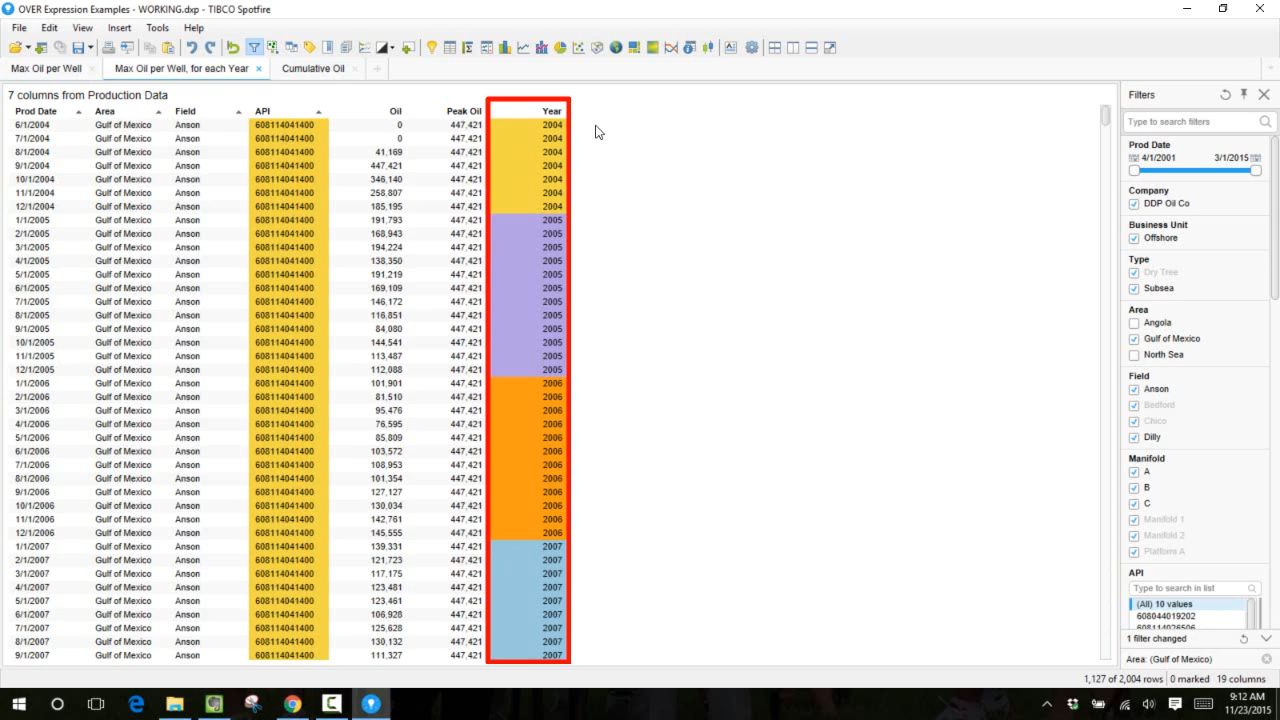 OVER Expression Examples - WORKING.dxp - TIBCO Spotfire
File Edit View Insert Tools Help
Max Oil per Well Max Oil per Well, for each Year Cumulative Oil
7 columns from Production Data
Prod Date Area Field API Oil Peak Oil Year
6/1/2004 Gulf of Mexico Anson 608114041400 0 447,421 2004
7/1/2004 Gulf of Mexico Anson 608114041400 0 447,421 2004
8/1/2004 Gulf of Mexico Anson 608114041400 41,169 447,421 2004
9/1/2004 Gulf of Mexico Anson 608114041400 447,421 447,421 2004
10/1/2004 Gulf of Mexico Anson 608114041400 346,140 447,421 2004
11/1/2004 Gulf of Mexico Anson 608114041400 258,807 447,421 2004
12/1/2004 Gulf of Mexico Anson 608114041400 185,195 447,421 2004
1/1/2005 Gulf of Mexico Anson 608114041400 191,793 447,421 2005
2/1/2005 Gulf of Mexico Anson 608114041400 168,943 447,421 2005
3/1/2005 Gulf of Mexico Anson 608114041400 194,224 447,421 2005
4/1/2005 Gulf of Mexico Anson 608114041400 138,350 447,421 2005
5/1/2005 Gulf of Mexico Anson 608114041400 191,219 447,421 2005
6/1/2005 Gulf of Mexico Anson 608114041400 169,109 447,421 2005
7/1/2005 Gulf of Mexico Anson 608114041400 146,172 447,421 2005
8/1/2005 Gulf of Mexico Anson 608114041400 116,851 447,421 2005
9/1/2005 Gulf of Mexico Anson 608114041400 84,080 447,421 2005
10/1/2005 Gulf of Mexico Anson 608114041400 144,541 447,421 2005
11/1/2005 Gulf of Mexico Anson 608114041400 113,487 447,421 2005
12/1/2005 Gulf of Mexico Anson 608114041400 112,088 447,421 2005
1/1/2006 Gulf of Mexico Anson 608114041400 101,901 447,421 2006
2/1/2006 Gulf of Mexico Anson 608114041400 81,510 447,421 2006
3/1/2006 Gulf of Mexico Anson 608114041400 95,476 447,421 2006
4/1/2006 Gulf of Mexico Anson 608114041400 76,595 447,421 2006
5/1/2006 Gulf of Mexico Anson 608114041400 85,809 447,421 2006
6/1/2006 Gulf of Mexico Anson 608114041400 103,572 447,421 2006
7/1/2006 Gulf of Mexico Anson 608114041400 108,953 447,421 2006
8/1/2006 Gulf of Mexico Anson 608114041400 101,354 447,421 2006
9/1/2006 Gulf of Mexico Anson 608114041400 127,127 447,421 2006
10/1/2006 Gulf of Mexico Anson 608114041400 130,034 447,421 2006
11/1/2006 Gulf of Mexico Anson 608114041400 142,761 447,421 2006
12/1/2006 Gulf of Mexico Anson 608114041400 145,555 447,421 2006
1/1/2007 Gulf of Mexico Anson 608114041400 139,331 447,421 2007
2/1/2007 Gulf of Mexico Anson 608114041400 121,723 447,421 2007
3/1/2007 Gulf of Mexico Anson 608114041400 117,175 447,421 2007
4/1/2007 Gulf of Mexico Anson 608114041400 123,481 447,421 2007
5/1/2007 Gulf of Mexico Anson 608114041400 123,461 447,421 2007
6/1/2007 Gulf of Mexico Anson 608114041400 106,928 447,421 2007
7/1/2007 Gulf of Mexico Anson 608114041400 125,628 447,421 2007
8/1/2007 Gulf of Mexico Anson 608114041400 130,132 447,421 2007
9/1/2007 Gulf of Mexico Anson 608114041400 111,327 447,421 2007
Filters
Type to search filters
Prod Date
4/1/2001 3/1/2015
Company
DDP Oil Co
Business Unit
Offshore
Type
Dry Tree
Subsea
Area
Angola
Gulf of Mexico
North Sea
Field
Anson
Bedford
Chico
Dilly
Manifold
A
B
C
Manifold 1
Manifold 2
Platform A
API
Type to search in list
(All) 10 values
608044019202
1 filter changed
Area: (Gulf of Mexico)
1,127 of 2,004 rows 0 marked 19 columns
9:12 AM
11/23/2015